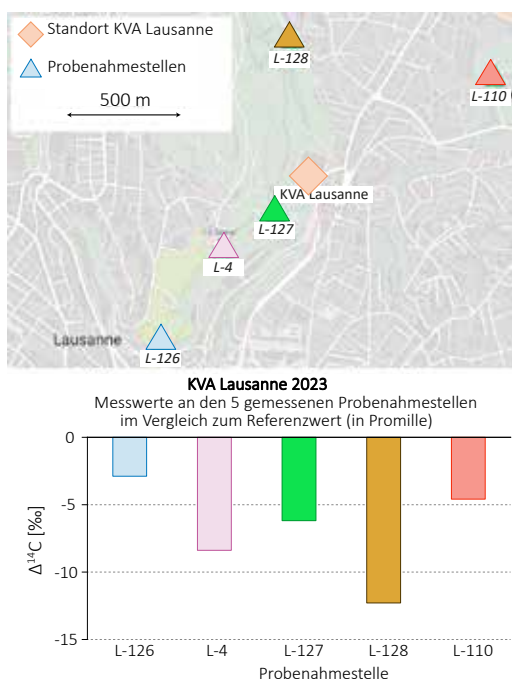 Standort KVA Lausanne
Probenahmestellen
500 m
L-128
L-110
KVA Lausanne
L-127
L-4
Lausanne
L-126
KVA Lausanne 2023
Messwerte an den 5 gemessenen Probenahmestellen
im Vergleich zum Referenzwert (in Promille)
0
-5
-10
-15
Δ¹⁴C [‰]
L-126 L-4 L-127 L-128 L-110
Probenahmestelle